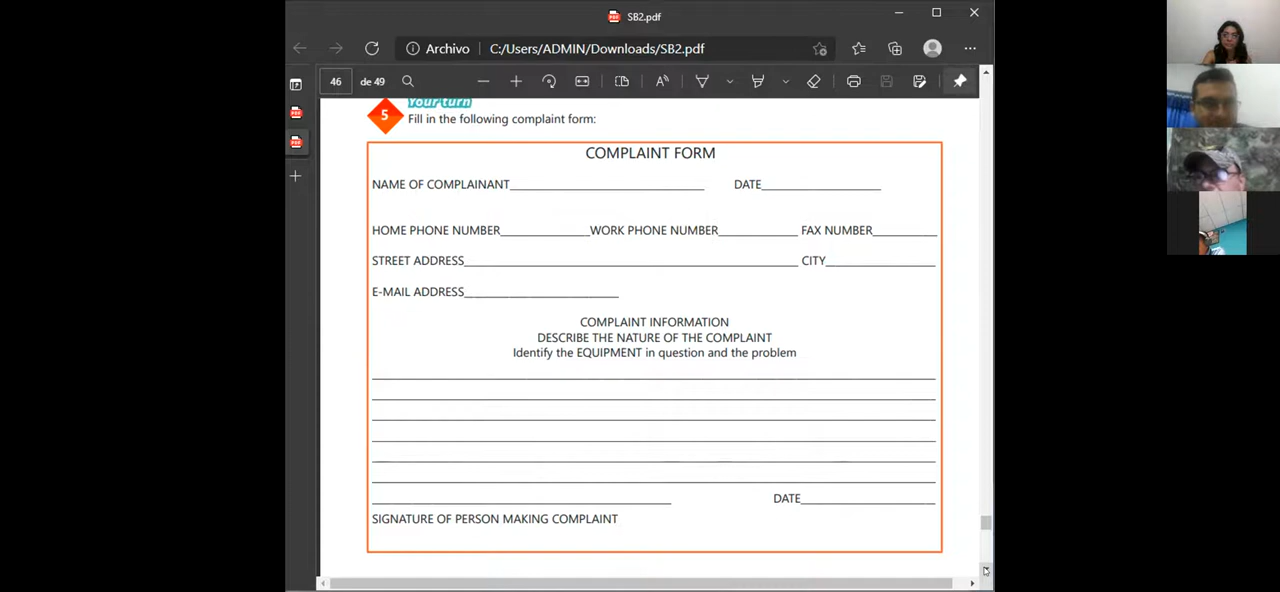 SB2.pdf
Archivo C:/Users/ADMIN/Downloads/SB2.pdf
46 de 49
Your turn
5 Fill in the following complaint form:
COMPLAINT FORM
NAME OF COMPLAINANT DATE
HOME PHONE NUMBER WORK PHONE NUMBER FAX NUMBER
STREET ADDRESS CITY
E-MAIL ADDRESS
COMPLAINT INFORMATION
DESCRIBE THE NATURE OF THE COMPLAINT
Identify the EQUIPMENT in question and the problem
DATE
SIGNATURE OF PERSON MAKING COMPLAINT